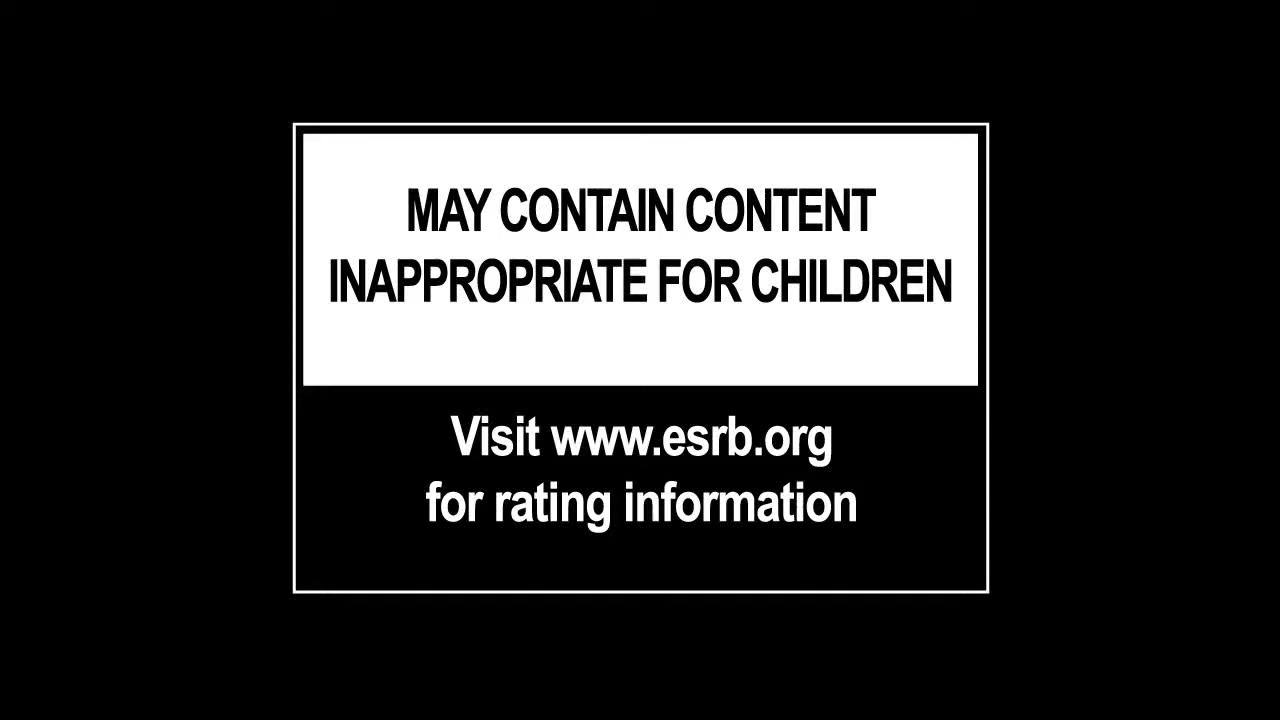 MAY CONTAIN CONTENT
INAPPROPRIATE FOR CHILDREN
Visit www.esrb.org
for rating information